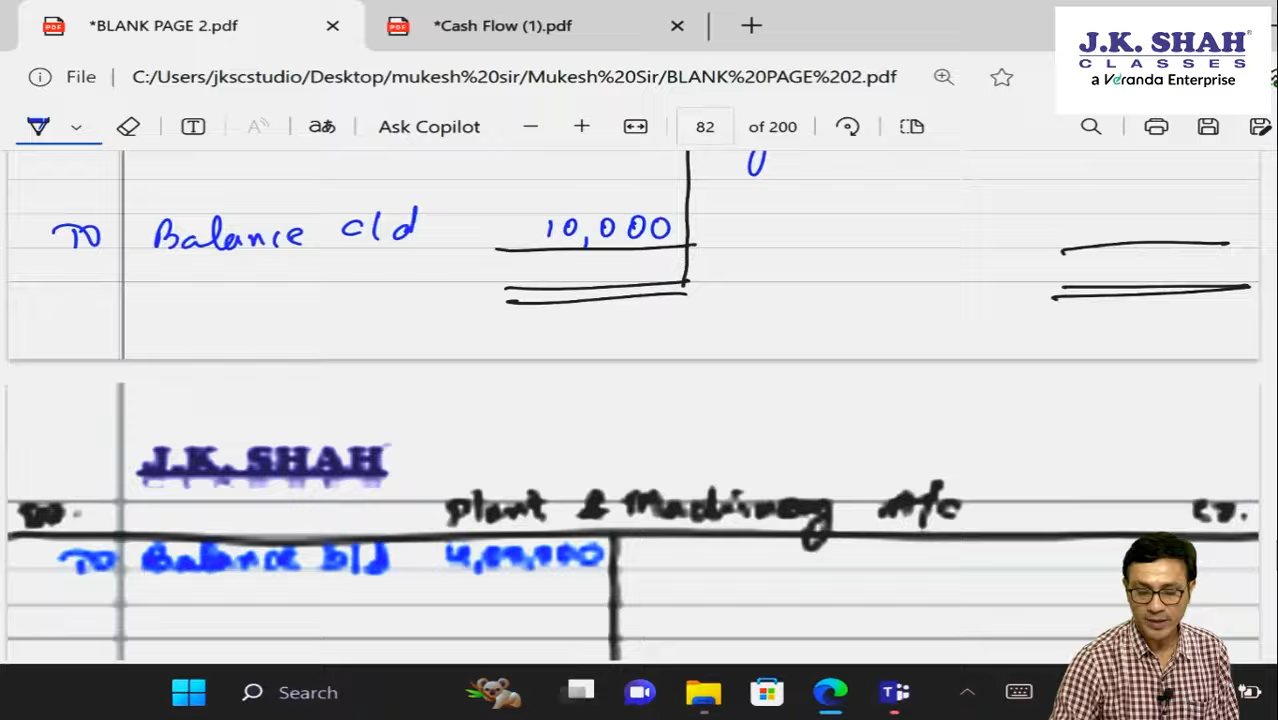 *BLANK PAGE 2.pdf
*Cash Flow (1).pdf
J.K. SHAH
CLASSES
a Veranda Enterprise
File C:/Users/jkscstudio/Desktop/mukesh%20sir/Mukesh%20Sir/BLANK%20PAGE%202.pdf
Ask Copilot 82 of 200
To Balance c/d 10,000
J.K. SHAH
Dr. Plant & Machinery A/c Cr.
To Balance b/d
Search